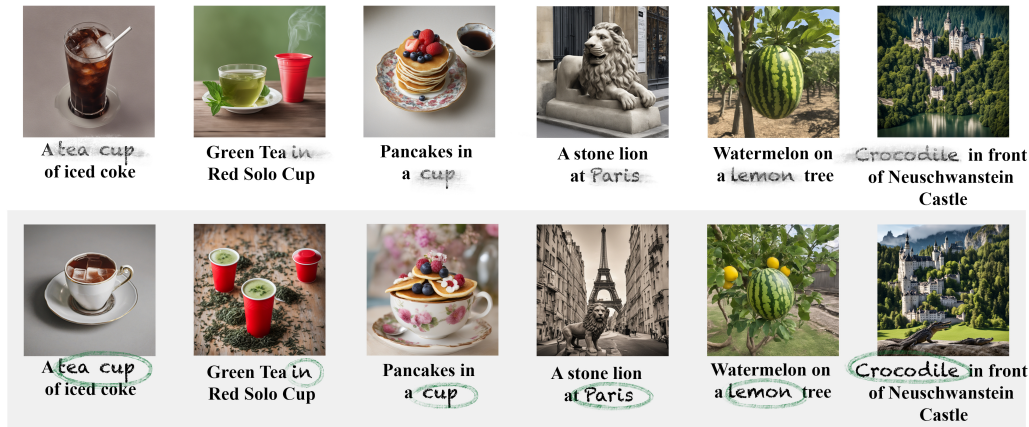 A tea cup
of iced coke
Green Tea in
Red Solo Cup
Pancakes in
a cup
A stone lion
at Paris
Watermelon on
a lemon tree
Crocodile in front
of Neuschwanstein
Castle
A tea cup
of iced coke
Green Tea in
Red Solo Cup
Pancakes in
a cup
A stone lion
at Paris
Watermelon on
a lemon tree
Crocodile in front
of Neuschwanstein
Castle